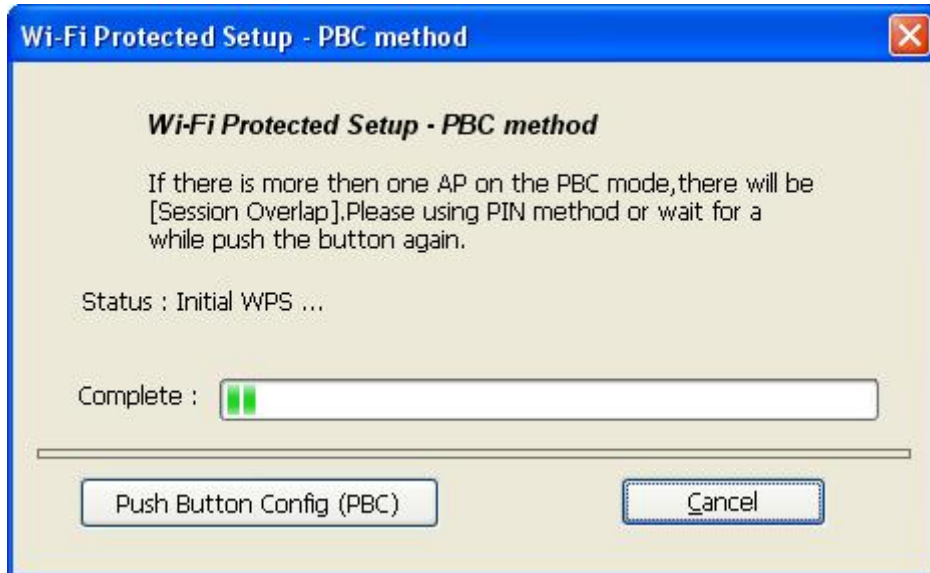 Wi-Fi Protected Setup - PBC method
Wi-Fi Protected Setup - PBC method
If there is more then one AP on the PBC mode,there will be
[Session Overlap].Please using PIN method or wait for a
while push the button again.
Status : Initial WPS ...
Complete :
Push Button Config (PBC)
Cancel